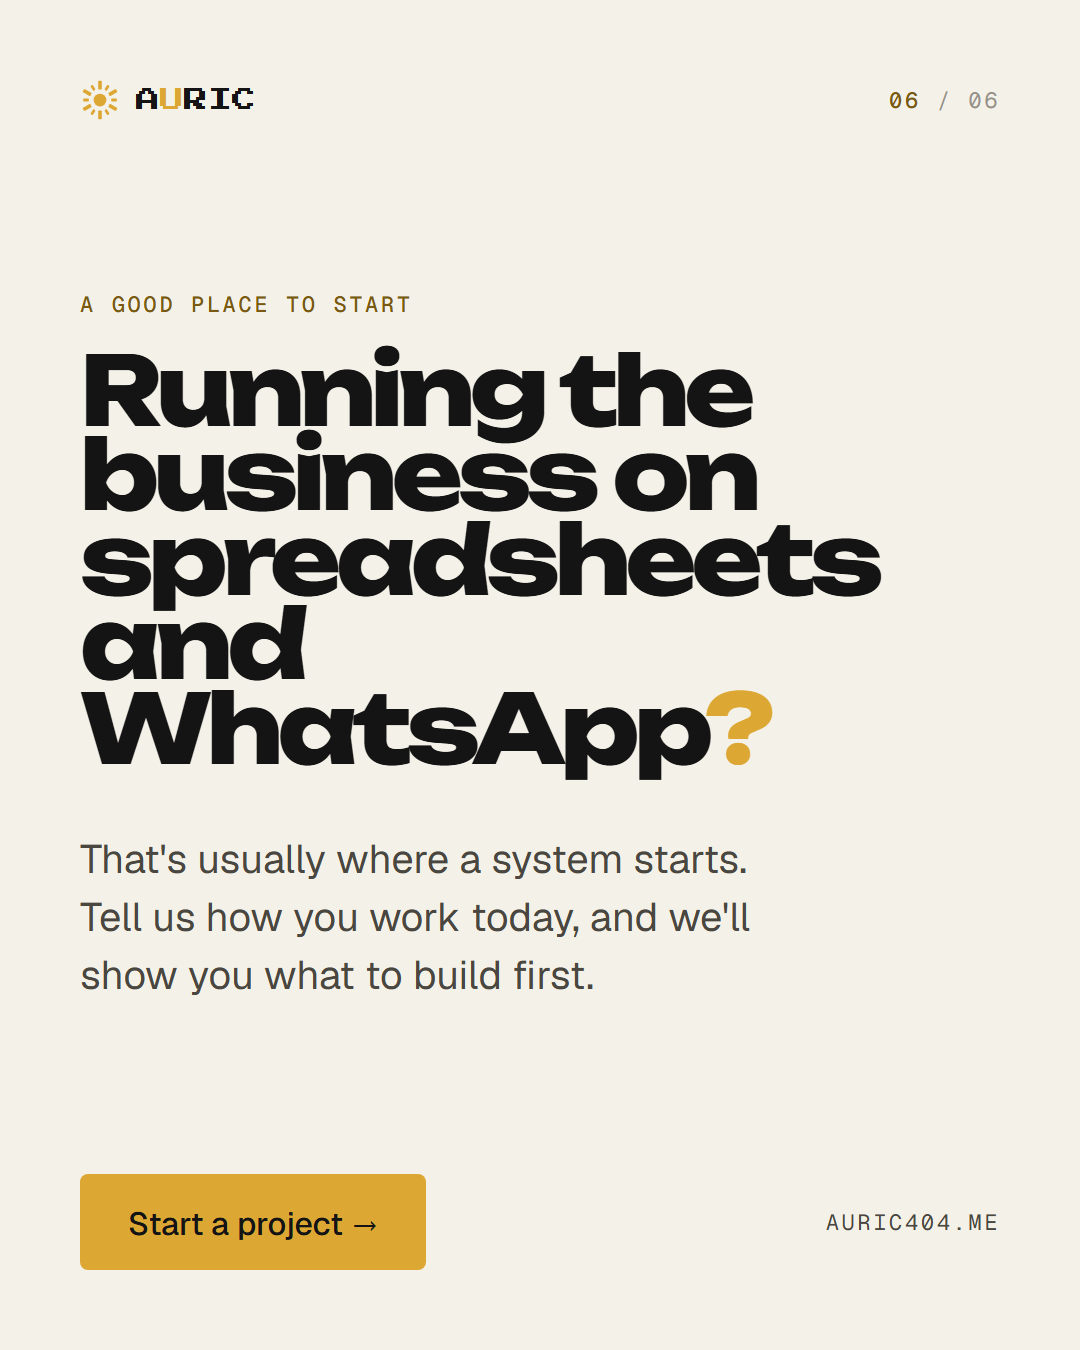 AURIC
06 / 06
A GOOD PLACE TO START
Running the
business on
spreadsheets
and
WhatsApp?
That's usually where a system starts.
Tell us how you work today, and we'll
show you what to build first.
Start a project →
AURIC404.ME